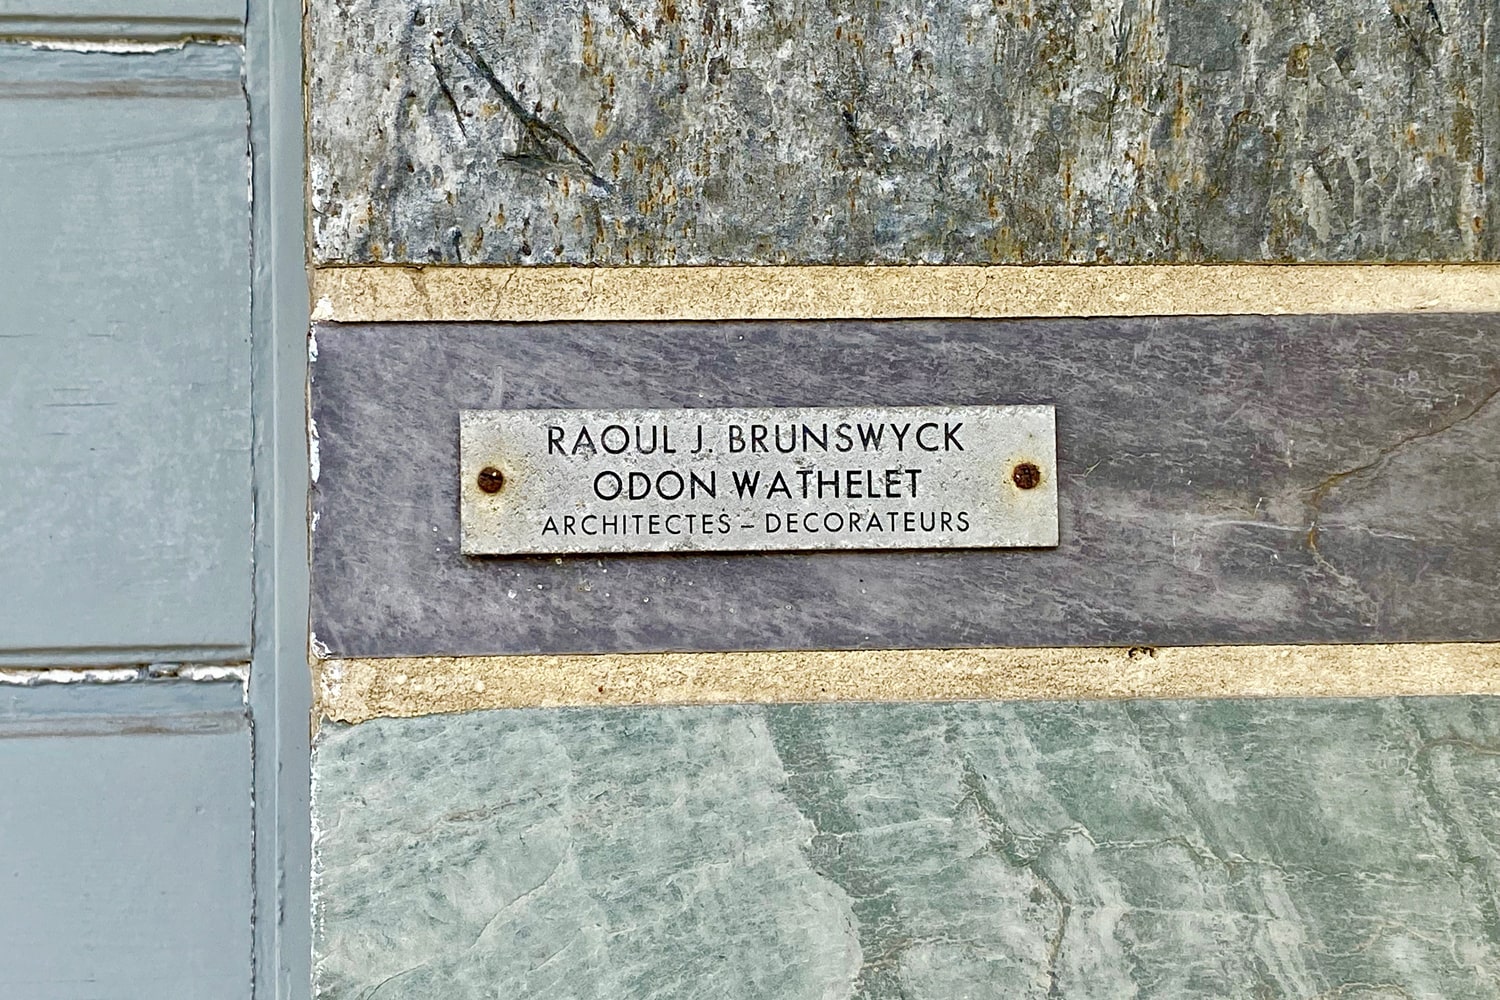 RAOUL J. BRUNSWYCK
ODON WATHELET
ARCHITECTES – DECORATEURS